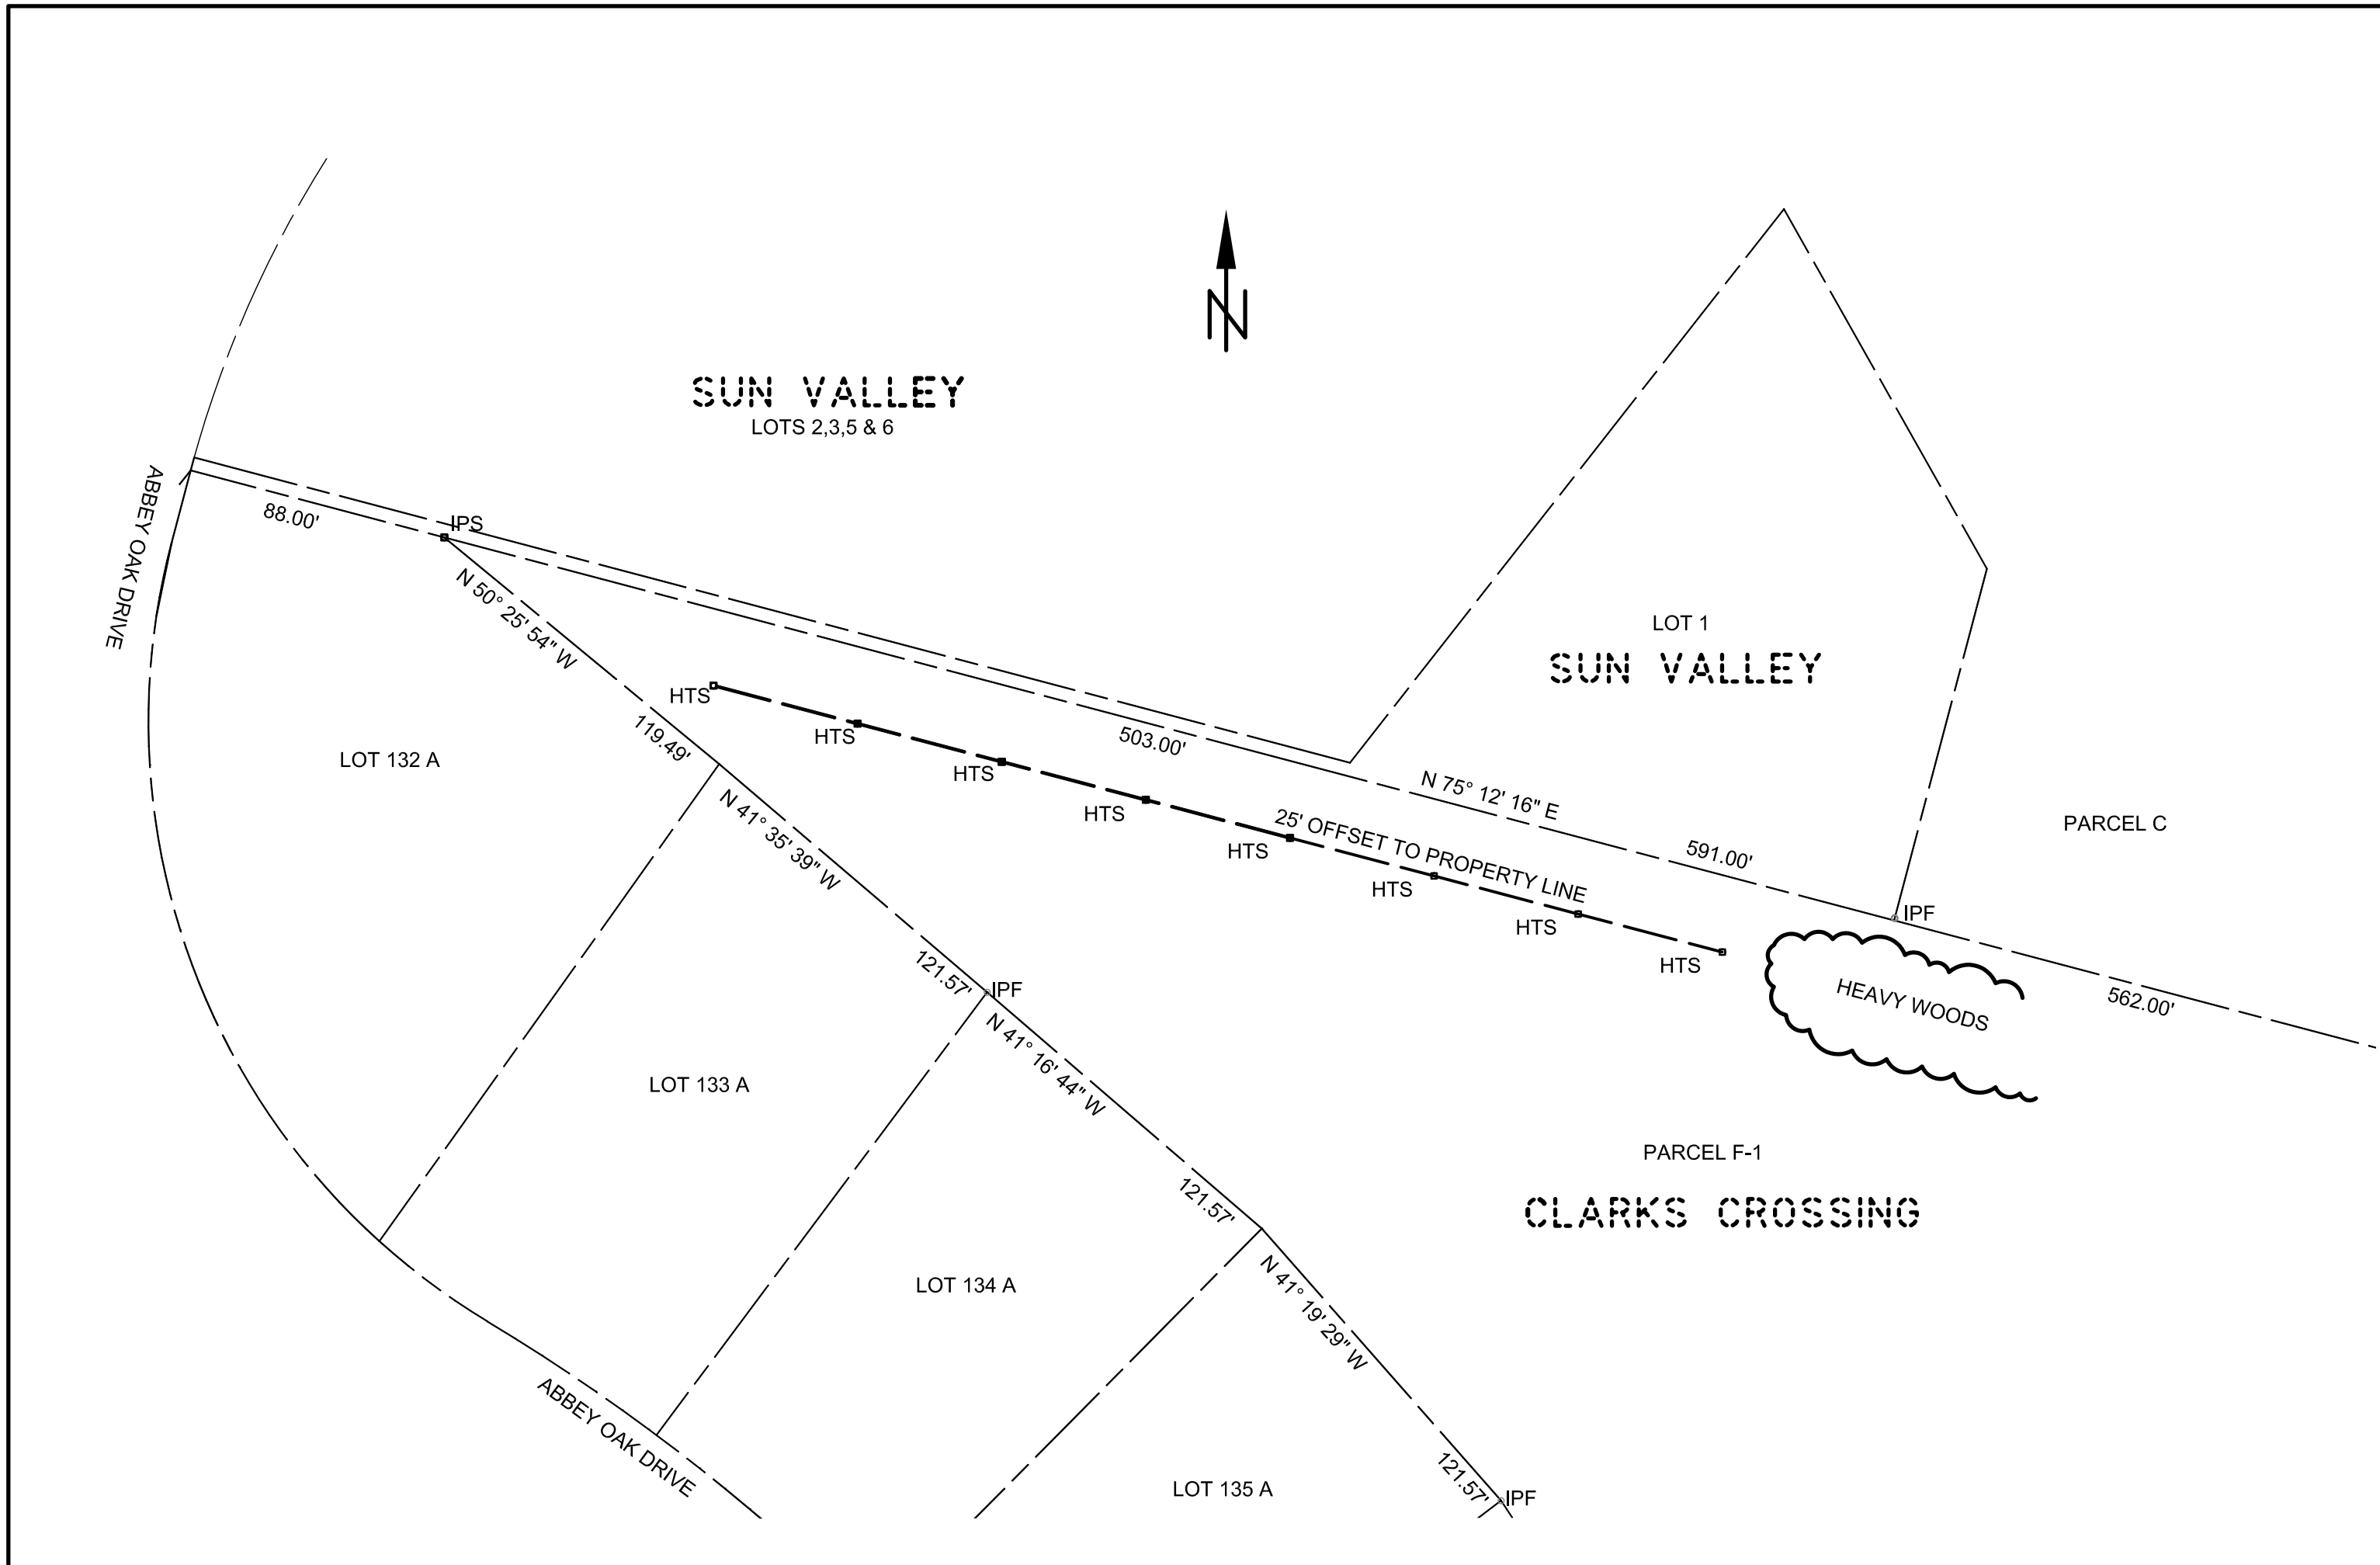 N
SUN VALLEY
LOTS 2,3,5 & 6
ABBEY OAK DRIVE
88.00'
IPS
N 50° 25' 54" W
119.49'
HTS
HTS
HTS
HTS
HTS
HTS
HTS
HTS
503.00'
N 75° 12' 16" E
25' OFFSET TO PROPERTY LINE
591.00'
LOT 1
SUN VALLEY
PARCEL C
IPF
HEAVY WOODS
562.00'
LOT 132 A
N 41° 35' 39" W
121.57'
IPF
N 41° 16' 44" W
121.57'
LOT 133 A
PARCEL F-1
CLARKS CROSSING
LOT 134 A
N 41° 19' 29" W
121.57'
IPF
ABBEY OAK DRIVE
LOT 135 A